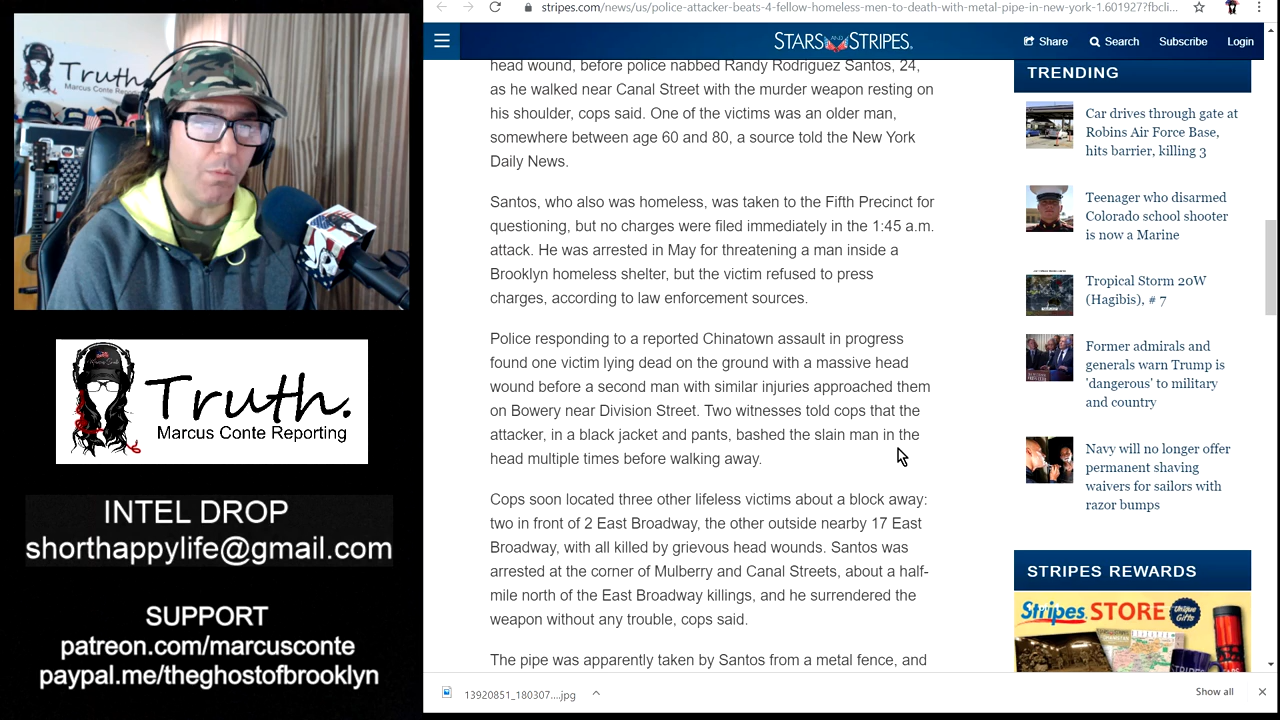 stripes.com/news/us/police-attacker-beats-4-fellow-homeless-men-to-death-with-metal-pipe-in-new-york-1.601927?fbcli...
STARS AND STRIPES.
Share
Search
Subscribe
Login
Truth.
Marcus Conte Reporting
head wound, before police nabbed Randy Rodriguez Santos, 24,
as he walked near Canal Street with the murder weapon resting on
his shoulder, cops said. One of the victims was an older man,
somewhere between age 60 and 80, a source told the New York
Daily News.
Santos, who also was homeless, was taken to the Fifth Precinct for
questioning, but no charges were filed immediately in the 1:45 a.m.
attack. He was arrested in May for threatening a man inside a
Brooklyn homeless shelter, but the victim refused to press
charges, according to law enforcement sources.
Police responding to a reported Chinatown assault in progress
found one victim lying dead on the ground with a massive head
wound before a second man with similar injuries approached them
on Bowery near Division Street. Two witnesses told cops that the
attacker, in a black jacket and pants, bashed the slain man in the
head multiple times before walking away.
Cops soon located three other lifeless victims about a block away:
two in front of 2 East Broadway, the other outside nearby 17 East
Broadway, with all killed by grievous head wounds. Santos was
arrested at the corner of Mulberry and Canal Streets, about a half-
mile north of the East Broadway killings, and he surrendered the
weapon without any trouble, cops said.
The pipe was apparently taken by Santos from a metal fence, and
TRENDING
Car drives through gate at
Robins Air Force Base,
hits barrier, killing 3
Teenager who disarmed
Colorado school shooter
is now a Marine
Tropical Storm 20W
(Hagibis), # 7
Former admirals and
generals warn Trump is
'dangerous' to military
and country
Navy will no longer offer
permanent shaving
waivers for sailors with
razor bumps
STRIPES REWARDS
Stripes STORE
Unique
Gifts
Truth.
Marcus Conte Reporting
INTEL DROP
shorthappylife@gmail.com
SUPPORT
patreon.com/marcusconte
paypal.me/theghostofbrooklyn
13920851_180307....jpg
Show all